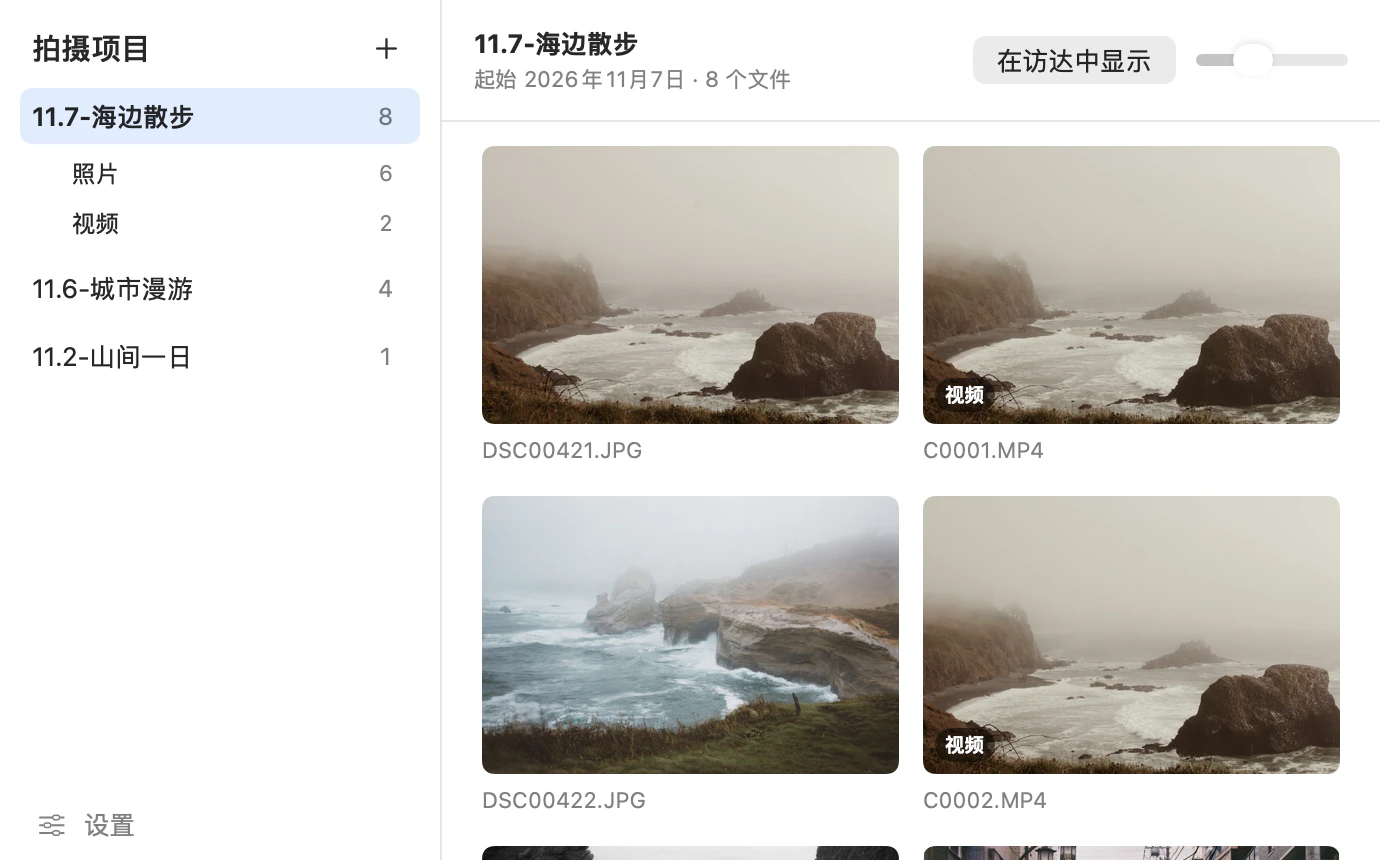 拍摄项目
11.7-海边散步 8
照片 6
视频 2
11.6-城市漫游 4
11.2-山间一日 1
设置
11.7-海边散步
起始 2026年11月7日 · 8 个文件
在访达中显示
视频
DSC00421.JPG
C0001.MP4
视频
DSC00422.JPG
C0002.MP4